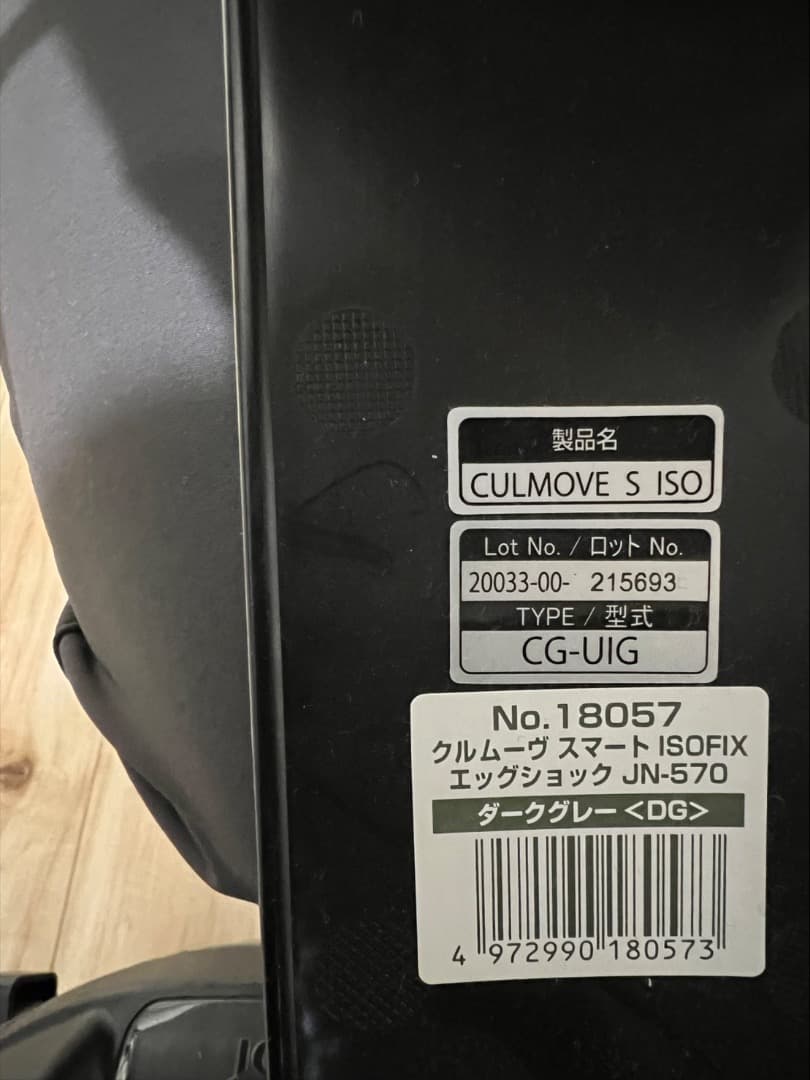 製品名
CULMOVE S ISO
Lot No. / ロット No.
20033-00- 215693
TYPE / 型式
CG-UIG
No.18057
クルムーヴ スマート ISOFIX
エッグショック JN-570
ダークグレー<DG>
4 972990 180573